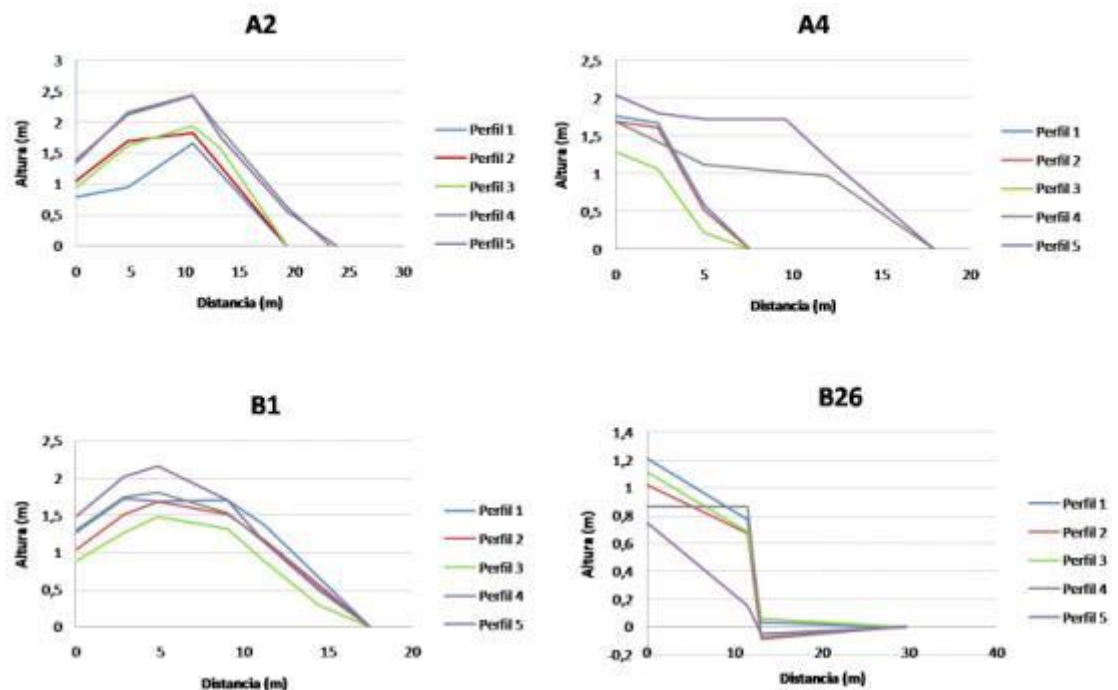 A2
3
2,5
2
1,5
1
0,5
0
Altura (m)
0 5 10 15 20 25 30
Distancia (m)
Perfil 1
Perfil 2
Perfil 3
Perfil 4
Perfil 5
A4
2,5
2
1,5
1
0,5
0
Altura (m)
0 5 10 15 20
Distancia (m)
Perfil 1
Perfil 2
Perfil 3
Perfil 4
Perfil 5
B1
2,5
2
1,5
1
0,5
0
Altura (m)
0 5 10 15 20
Distancia (m)
Perfil 1
Perfil 2
Perfil 3
Perfil 4
Perfil 5
B26
1,4
1,2
1
0,8
0,6
0,4
0,2
0
-0,2
Altura (m)
0 10 20 30 40
Distancia (m)
Perfil 1
Perfil 2
Perfil 3
Perfil 4
Perfil 5